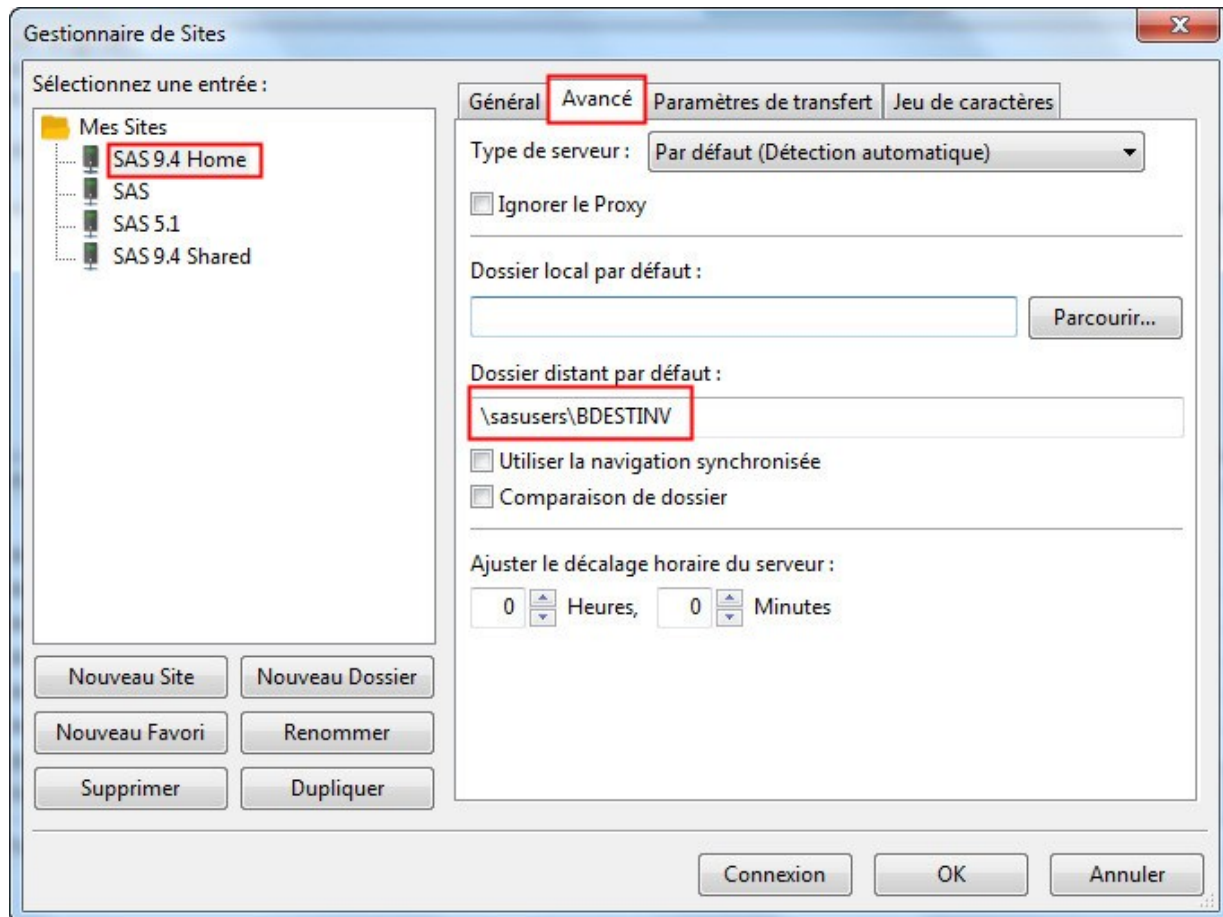 Gestionnaire de Sites
Sélectionnez une entrée :
Mes Sites
SAS 9.4 Home
SAS
SAS 5.1
SAS 9.4 Shared
Nouveau Site
Nouveau Dossier
Nouveau Favori
Renommer
Supprimer
Dupliquer
Général
Avancé
Paramètres de transfert
Jeu de caractères
Type de serveur :
Par défaut (Détection automatique)
Ignorer le Proxy
Dossier local par défaut :
Parcourir...
Dossier distant par défaut :
\sasusers\BDESTINV
Utiliser la navigation synchronisée
Comparaison de dossier
Ajuster le décalage horaire du serveur :
0 Heures, 0 Minutes
Connexion
OK
Annuler